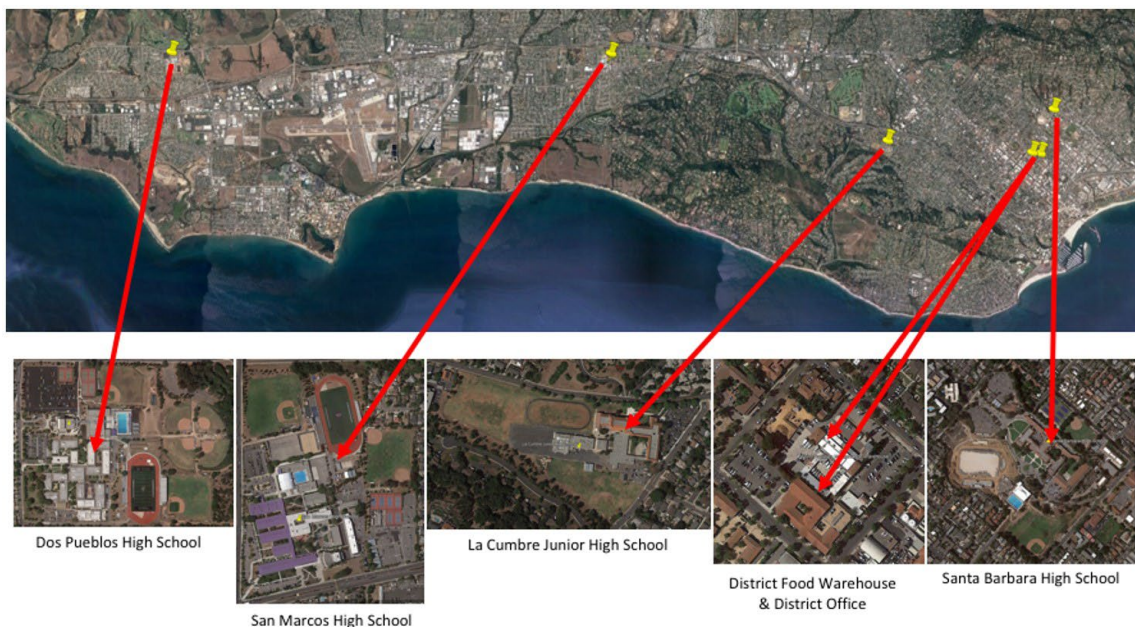 Dos Pueblos High School
San Marcos High School
La Cumbre Junior High School
District Food Warehouse
& District Office
Santa Barbara High School